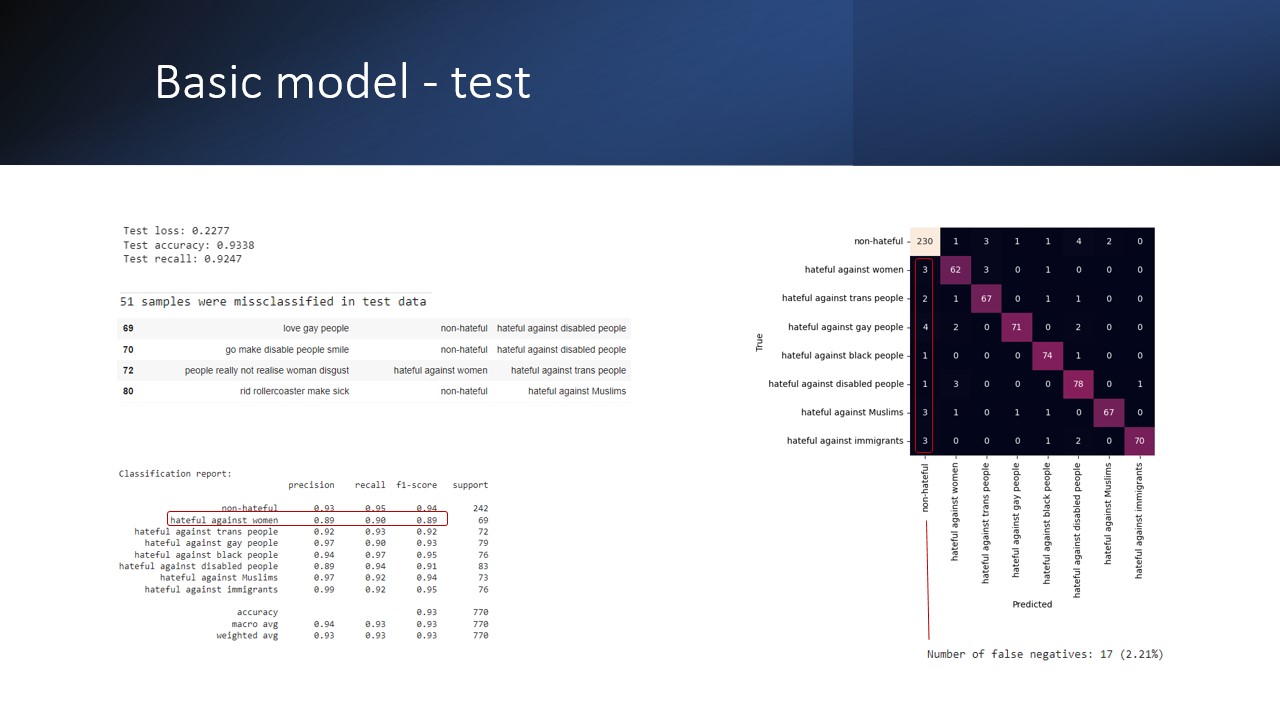 Basic model - test
Test loss: 0.2277
Test accuracy: 0.9338
Test recall: 0.9247
51 samples were missclassified in test data
69 love gay people non-hateful hateful against disabled people
70 go make disable people smile non-hateful hateful against disabled people
72 people really not realise woman disgust hateful against women hateful against trans people
80 rid rollercoaster make sick non-hateful hateful against Muslims
Classification report:
precision recall f1-score support
non-hateful 0.93 0.95 0.94 242
hateful against women 0.89 0.90 0.89 69
hateful against trans people 0.92 0.93 0.92 72
hateful against gay people 0.97 0.90 0.93 79
hateful against black people 0.94 0.97 0.95 76
hateful against disabled people 0.89 0.94 0.91 83
hateful against Muslims 0.97 0.92 0.94 73
hateful against immigrants 0.99 0.92 0.95 76
accuracy 0.93 770
macro avg 0.94 0.93 0.93 770
weighted avg 0.93 0.93 0.93 770
True
non-hateful 230 1 3 1 1 4 2 0
hateful against women 3 62 3 0 1 0 0 0
hateful against trans people 2 1 67 0 1 1 0 0
hateful against gay people 4 2 0 71 0 2 0 0
hateful against black people 1 0 0 0 74 1 0 0
hateful against disabled people 1 3 0 0 0 78 0 1
hateful against Muslims 3 1 0 1 1 0 67 0
hateful against immigrants 3 0 0 0 1 2 0 70
non-hateful
hateful against women
hateful against trans people
hateful against gay people
hateful against black people
hateful against disabled people
hateful against Muslims
hateful against immigrants
Predicted
Number of false negatives: 17 (2.21%)